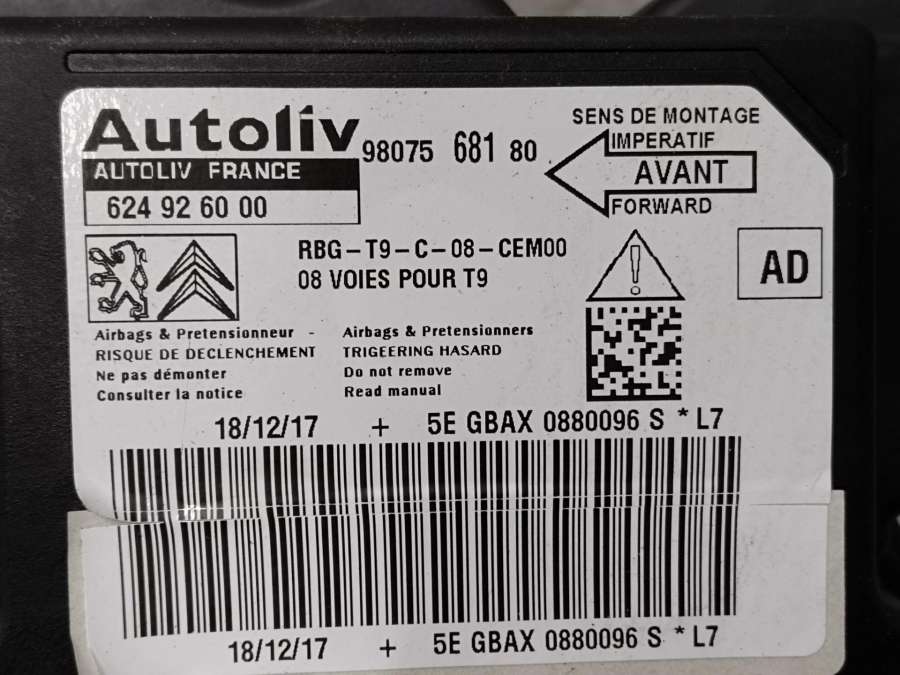 Autoliv
AUTOLIV FRANCE
624 92 60 00
98075 681 80
SENS DE MONTAGE
IMPERATIF
AVANT
FORWARD
RBG-T9-C-08-CEM00
08 VOIES POUR T9
AD
Airbags & Pretensionneur -
RISQUE DE DECLENCHEMENT
Ne pas démonter
Consulter la notice
Airbags & Pretensionners
TRIGEERING HASARD
Do not remove
Read manual
!
18/12/17 + 5E GBAX 0880096 S * L7
18/12/17 + 5E GBAX 0880096 S * L7